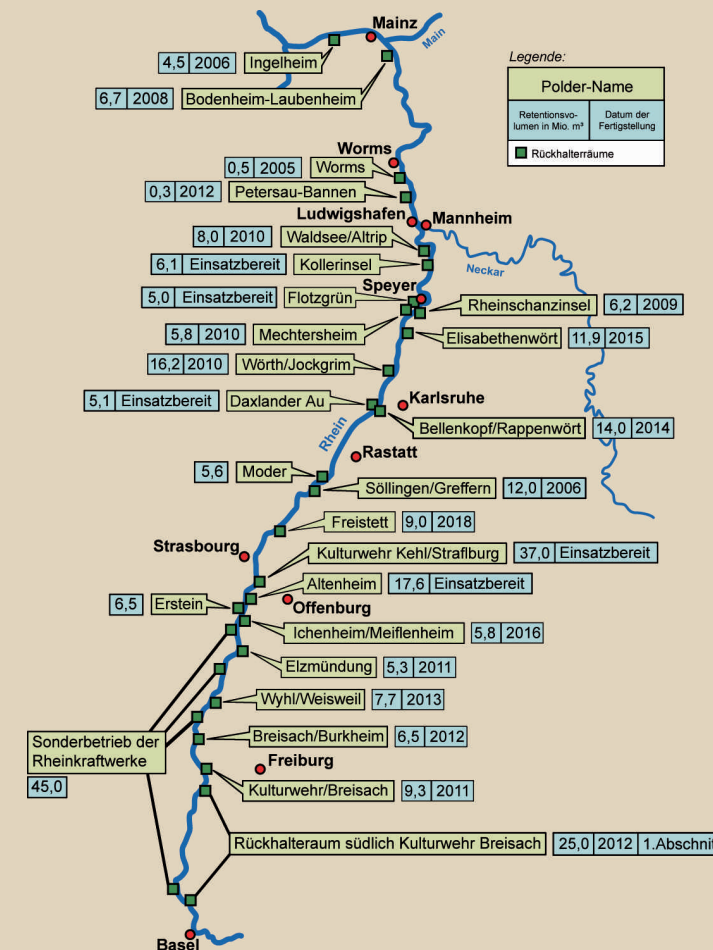 Mainz
Main
Legende:
4,5 2006 Ingelheim
Polder-Name
6,7 2008 Bodenheim-Laubenheim
Retentionsvo-
lumen in Mio. m³
Datum der
Fertigstellung
Rückhalteräume
Worms
0,5 2005 Worms
0,3 2012 Petersau-Bannen
Ludwigshafen
Mannheim
8,0 2010 Waldsee/Altrip
6,1 Einsatzbereit Kollerinsel
Neckar
Speyer
5,0 Einsatzbereit Flotzgrün
Rheinschanzinsel 6,2 2009
5,8 2010 Mechtersheim
Elisabethenwört 11,9 2015
16,2 2010 Wörth/Jockgrim
5,1 Einsatzbereit Daxlander Au
Karlsruhe
Bellenkopf/Rappenwört 14,0 2014
Rhein
Rastatt
5,6 Moder
Söllingen/Greffern 12,0 2006
Freistett 9,0 2018
Strasbourg
Kulturwehr Kehl/Straflburg 37,0 Einsatzbereit
Altenheim 17,6 Einsatzbereit
6,5 Erstein
Offenburg
Ichenheim/Meiflenheim 5,8 2016
Elzmündung 5,3 2011
Wyhl/Weisweil 7,7 2013
Breisach/Burkheim 6,5 2012
Sonderbetrieb der
Rheinkraftwerke
45,0
Freiburg
Kulturwehr/Breisach 9,3 2011
Rückhalteraum südlich Kulturwehr Breisach 25,0 2012 1.Abschnit
Basel